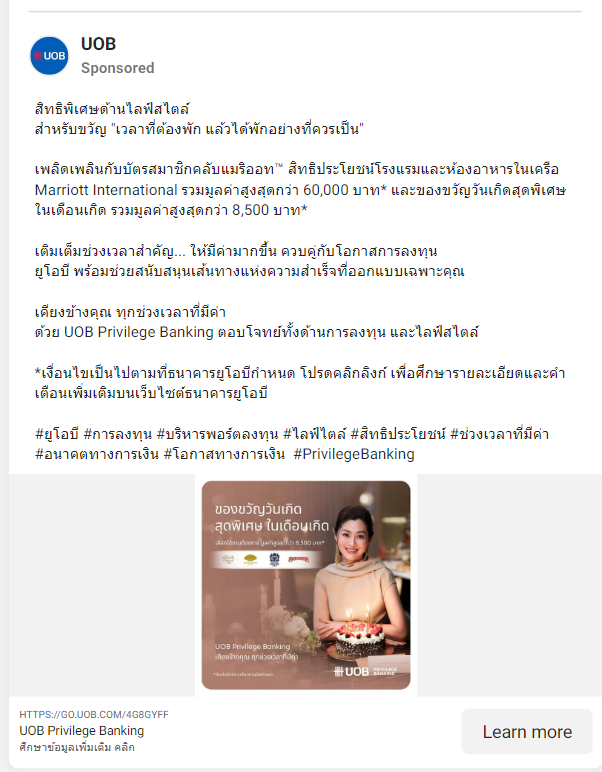 UOB
UOB
Sponsored
สิทธิพิเศษด้านไลฟ์สไตล์
สำหรับขวัญ "เวลาที่ต้องพัก แล้วได้พักอย่างที่ควรเป็น"
เพลิดเพลินกับบัตรสมาชิกคลับแมริออท™ สิทธิประโยชน์โรงแรมและห้องอาหารในเครือ
Marriott International รวมมูลค่าสูงสุดกว่า 60,000 บาท* และของขวัญวันเกิดสุดพิเศษ
ในเดือนเกิด รวมมูลค่าสูงสุดกว่า 8,500 บาท*
เติมเต็มช่วงเวลาสำคัญ... ให้มีค่ามากขึ้น ควบคู่กับโอกาสการลงทุน
ยูโอบี พร้อมช่วยสนับสนุนเส้นทางแห่งความสำเร็จที่ออกแบบเฉพาะคุณ
เคียงข้างคุณ ทุกช่วงเวลาที่มีค่า
ด้วย UOB Privilege Banking ตอบโจทย์ทั้งด้านการลงทุน และไลฟ์สไตล์
*เงื่อนไขเป็นไปตามที่ธนาคารยูโอบีกำหนด โปรดคลิกลิงก์ เพื่อศึกษารายละเอียดและคำ
เตือนเพิ่มเติมบนเว็บไซต์ธนาคารยูโอบี
#ยูโอบี #การลงทุน #บริหารพอร์ตลงทุน #ไลฟ์ไตล์ #สิทธิประโยชน์ #ช่วงเวลาที่มีค่า
#อนาคตทางการเงิน #โอกาสทางการเงิน #PrivilegeBanking
ของขวัญวันเกิด
สุดพิเศษ ในเดือนเกิด
มูลค่าสูงสุดกว่า 8,500 บาท*
UOB Privilege Banking
เคียงข้างคุณ ทุกช่วงเวลาที่มีค่า
UOB PRIVILEGE BANKING
HTTPS://GO.UOB.COM/4G8GYFF
UOB Privilege Banking
ศึกษาข้อมูลเพิ่มเติม คลิก
Learn more